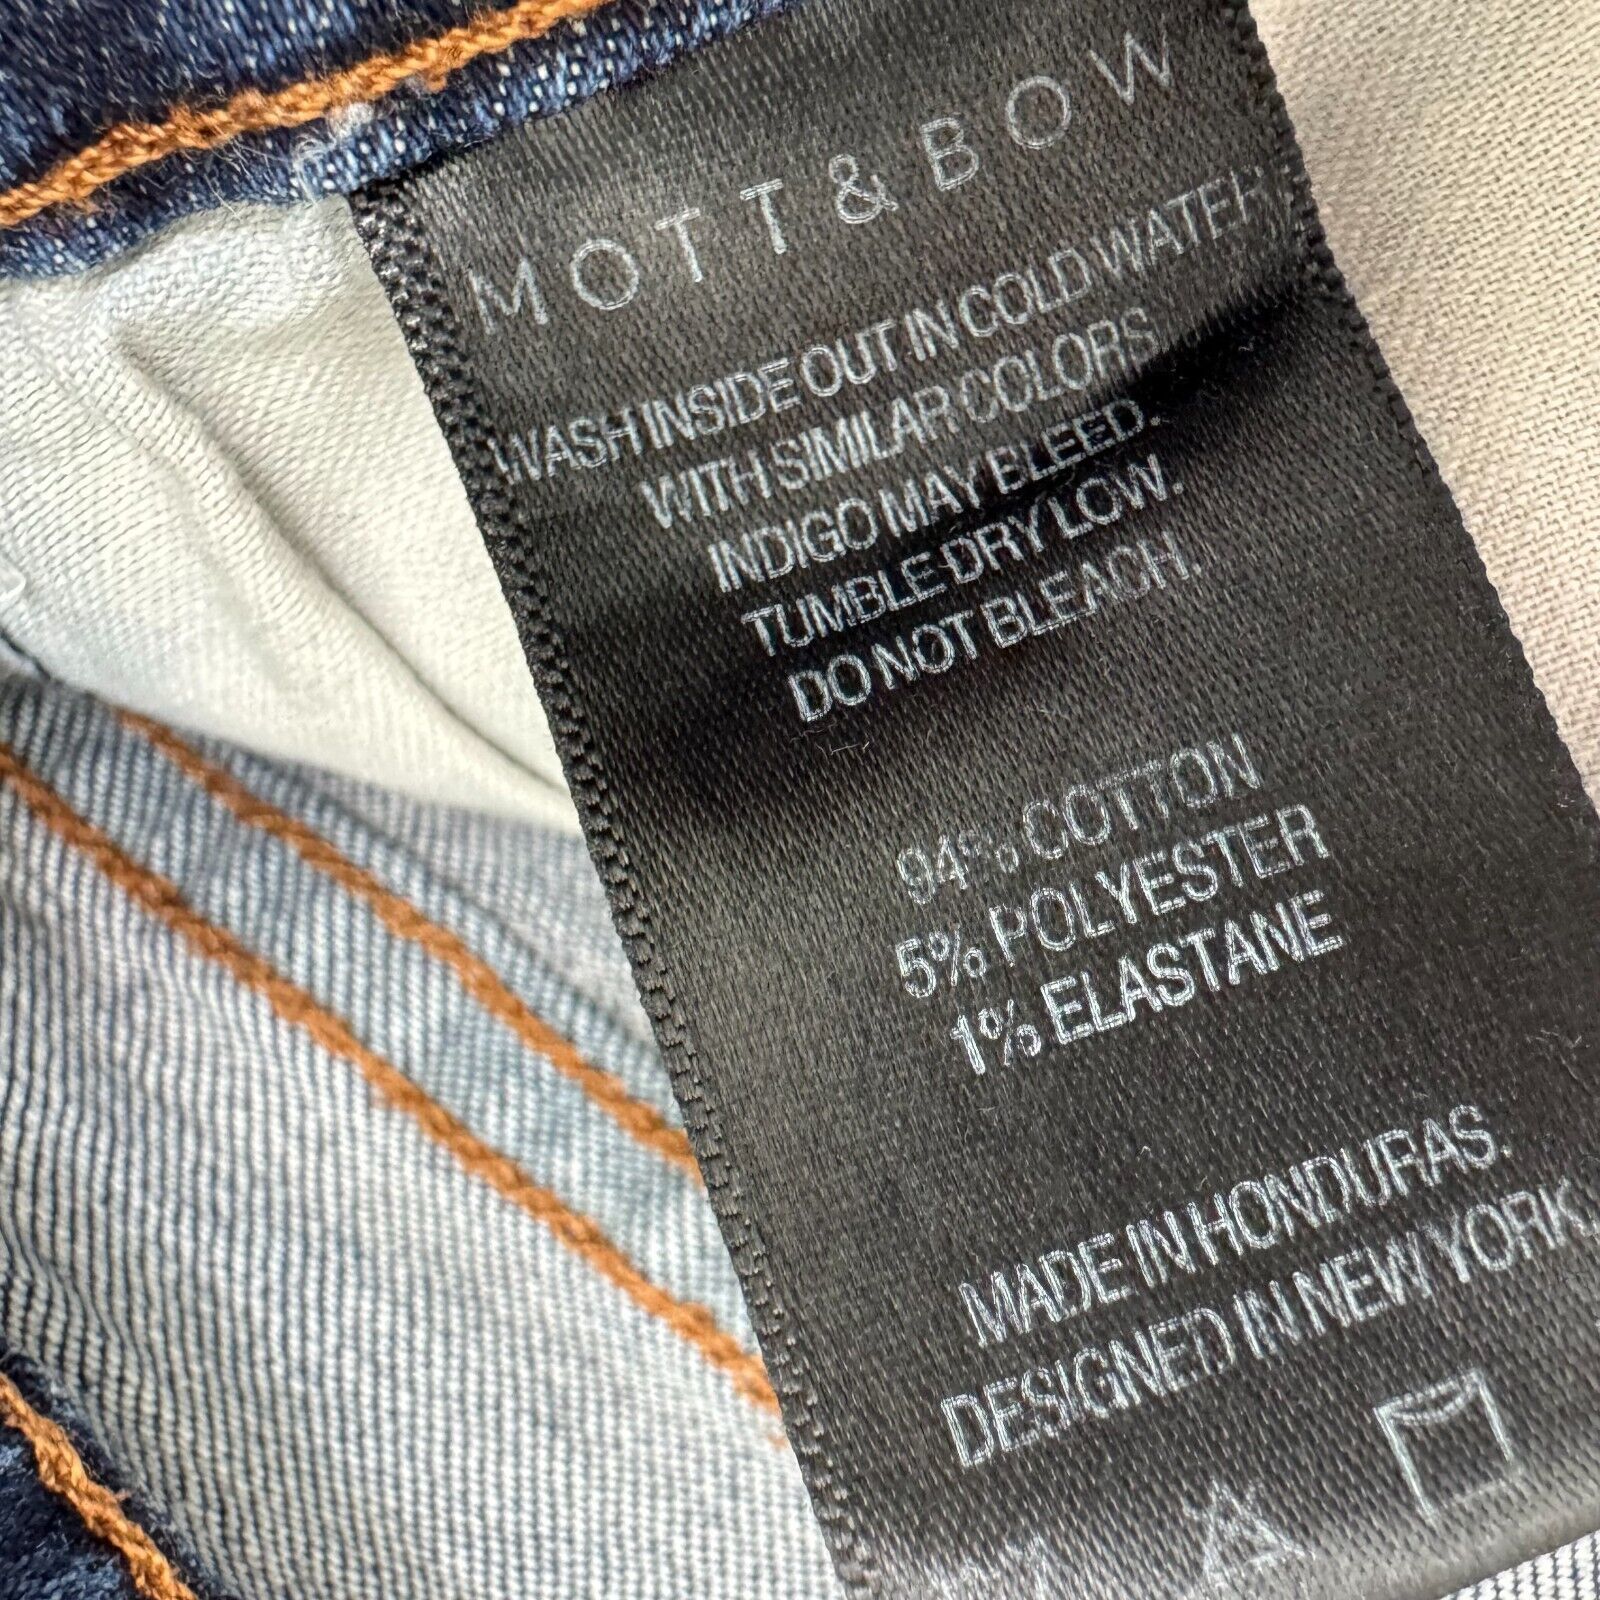 MOTT & BOW
WASH INSIDE OUT IN COLD WATER
WITH SIMILAR COLORS
INDIGO MAY BLEED.
TUMBLE DRY LOW.
DO NOT BLEACH.
94% COTTON
5% POLYESTER
1% ELASTANE
MADE IN HONDURAS.
DESIGNED IN NEW YORK